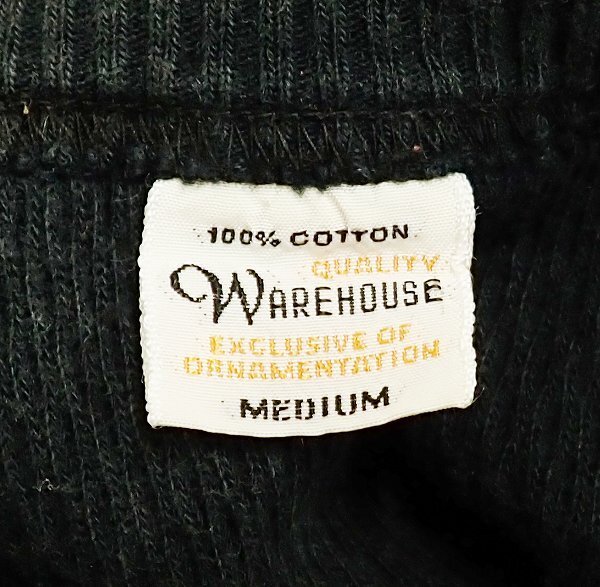 100% COTTON
QUALITY
WAREHOUSE
EXCLUSIVE OF
ORNAMENTATION
MEDIUM